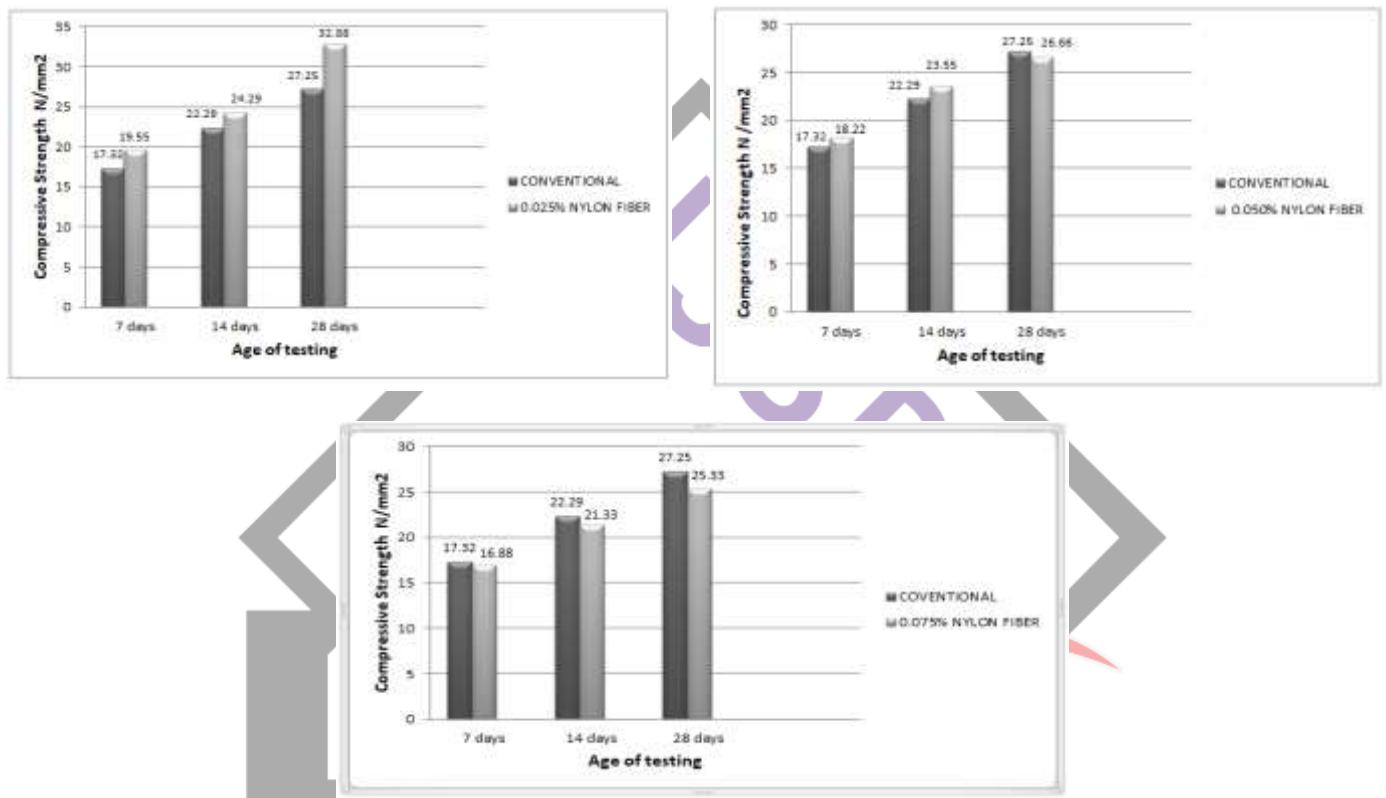 35
30
25
20
15
10
5
0
Compressive Strength N/mm2
17.32
19.55
22.29
24.29
27.25
32.88
7 days
14 days
28 days
Age of testing
CONVENTIONAL
0.025% NYLON FIBER
30
25
20
15
10
5
0
Compressive Strength N /mm2
17.32
18.22
22.29
23.55
27.25
26.66
7 days
14 days
28 days
Age of testing
CONVENTIONAL
0.050% NYLON FIBER
30
25
20
15
10
5
0
Compressive Strength N/mm2
17.32
16.88
22.29
21.33
27.25
25.33
7 days
14 days
28 days
Age of testing
COVENTIONAL
0.075% NYLON FIBER